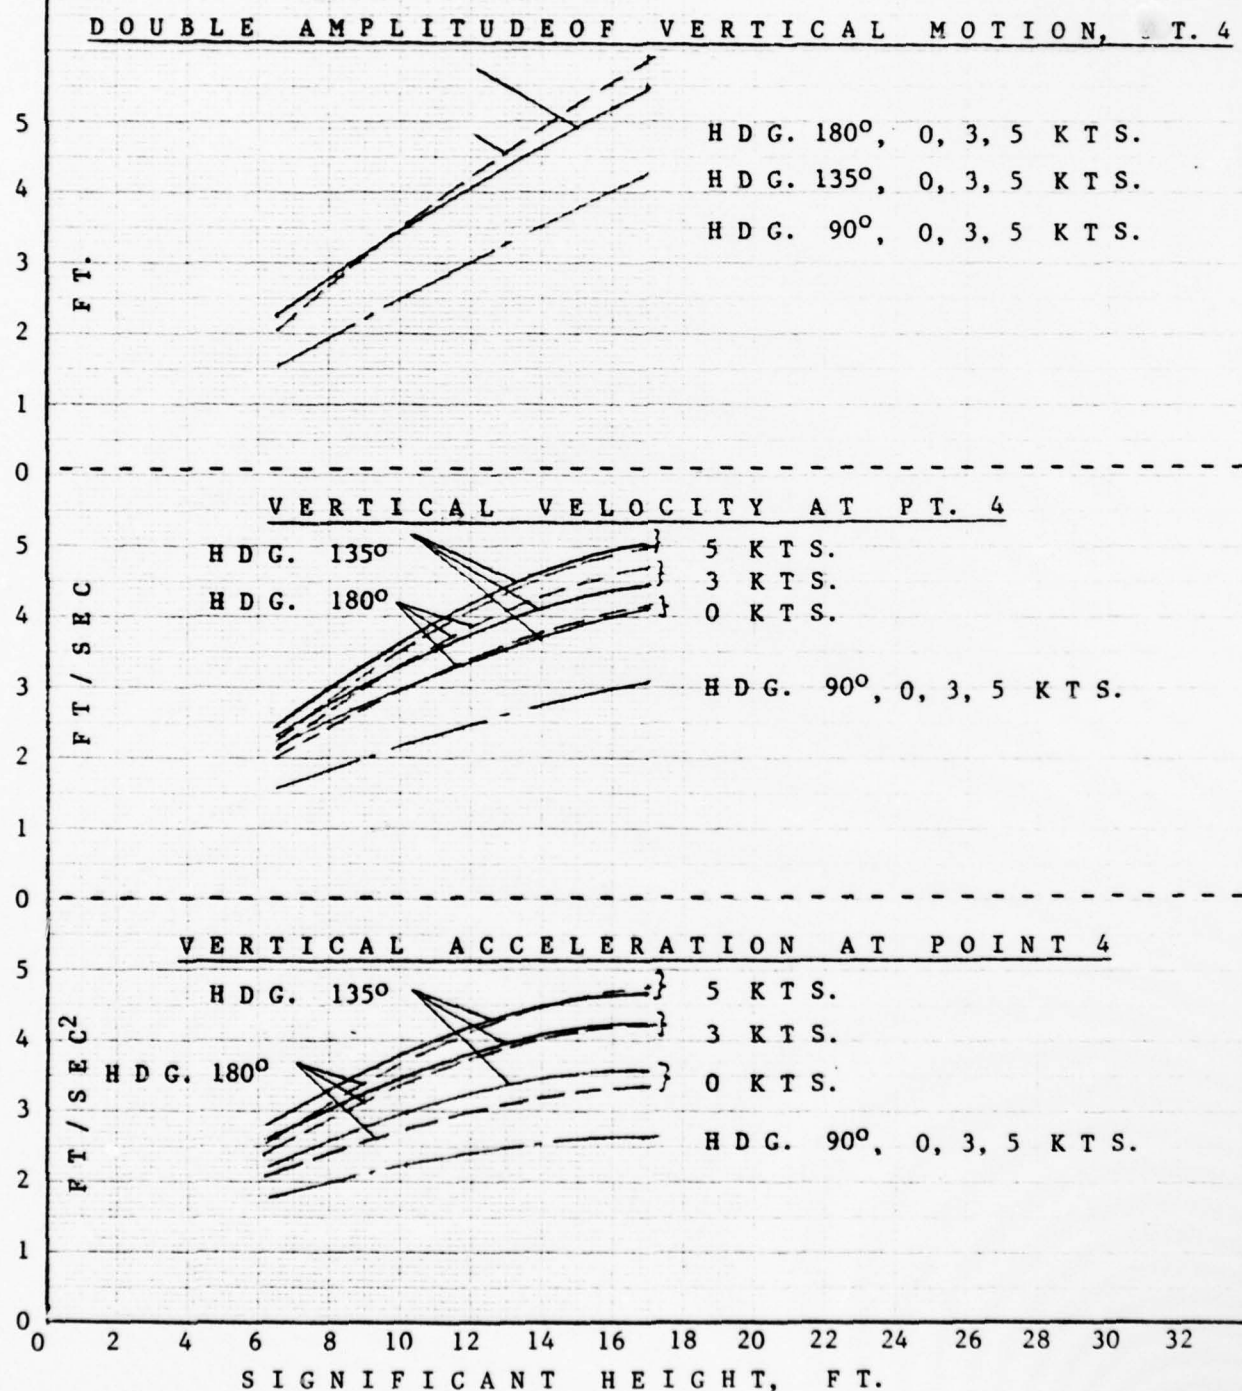 DOUBLE AMPLITUDEOF VERTICAL MOTION, T. 4
5
4
3
2
1
0
FT.
HDG. 180°, 0, 3, 5 KTS.
HDG. 135°, 0, 3, 5 KTS.
HDG. 90°, 0, 3, 5 KTS.
VERTICAL VELOCITY AT PT. 4
5
4
3
2
1
0
FT/SEC
HDG. 135°
HDG. 180°
} 5 KTS.
} 3 KTS.
} 0 KTS.
HDG. 90°, 0, 3, 5 KTS.
VERTICAL ACCELERATION AT POINT 4
5
4
3
2
1
0
FT/SEC²
HDG. 135°
HDG. 180°
} 5 KTS.
} 3 KTS.
} 0 KTS.
HDG. 90°, 0, 3, 5 KTS.
0 2 4 6 8 10 12 14 16 18 20 22 24 26 28 30 32
SIGNIFICANT HEIGHT, FT.